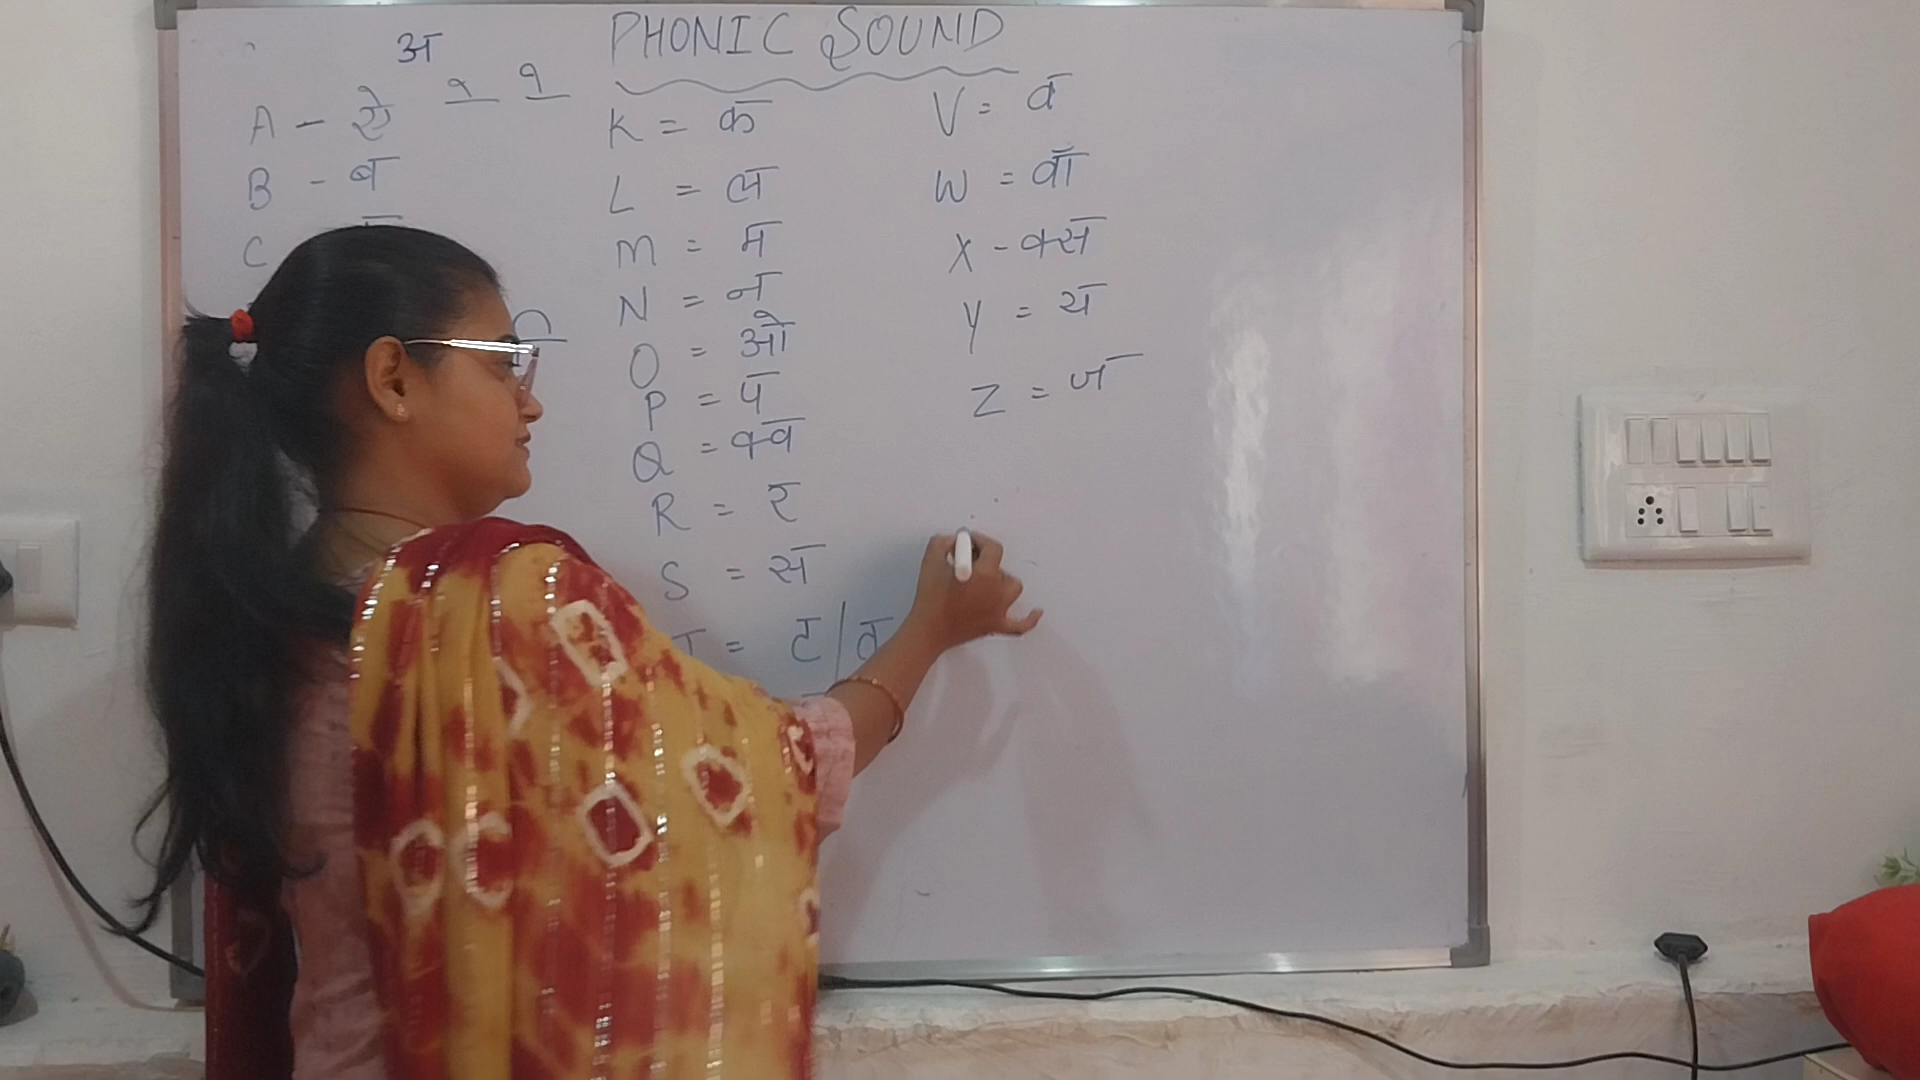 PHONIC SOUND
अ
A - ऐ
B - ब
C
K = क
L = ल
M = म
N = न
O = ओ
P = प
Q = क्व
R = र
S = स
T = ट/त
V = व
W = वॉ
X - क्स
Y = य
Z = ज